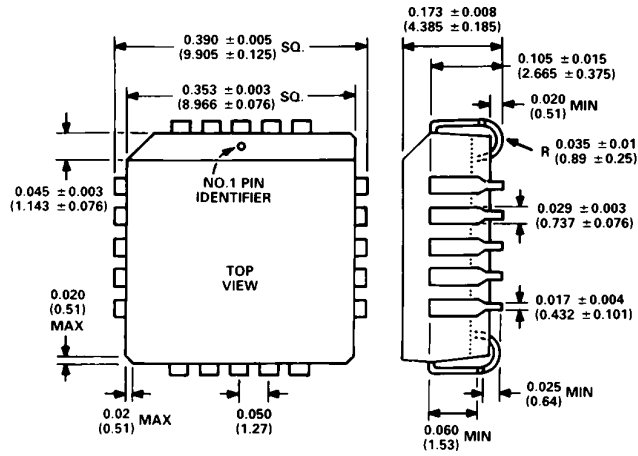 0.390 ±0.005 SQ.
(9.905 ±0.125)
0.353 ±0.003 SQ.
(8.966 ±0.076)
0.045 ±0.003
(1.143 ±0.076)
NO.1 PIN
IDENTIFIER
TOP
VIEW
0.020
(0.51)
MAX
0.02 MAX
(0.51)
0.050
(1.27)
0.173 ±0.008
(4.385 ±0.185)
0.105 ±0.015
(2.665 ±0.375)
0.020 MIN
(0.51)
R 0.035 ±0.01
(0.89 ±0.25)
0.029 ±0.003
(0.737 ±0.076)
0.017 ±0.004
(0.432 ±0.101)
0.025 MIN
(0.64)
0.060 MIN
(1.53)